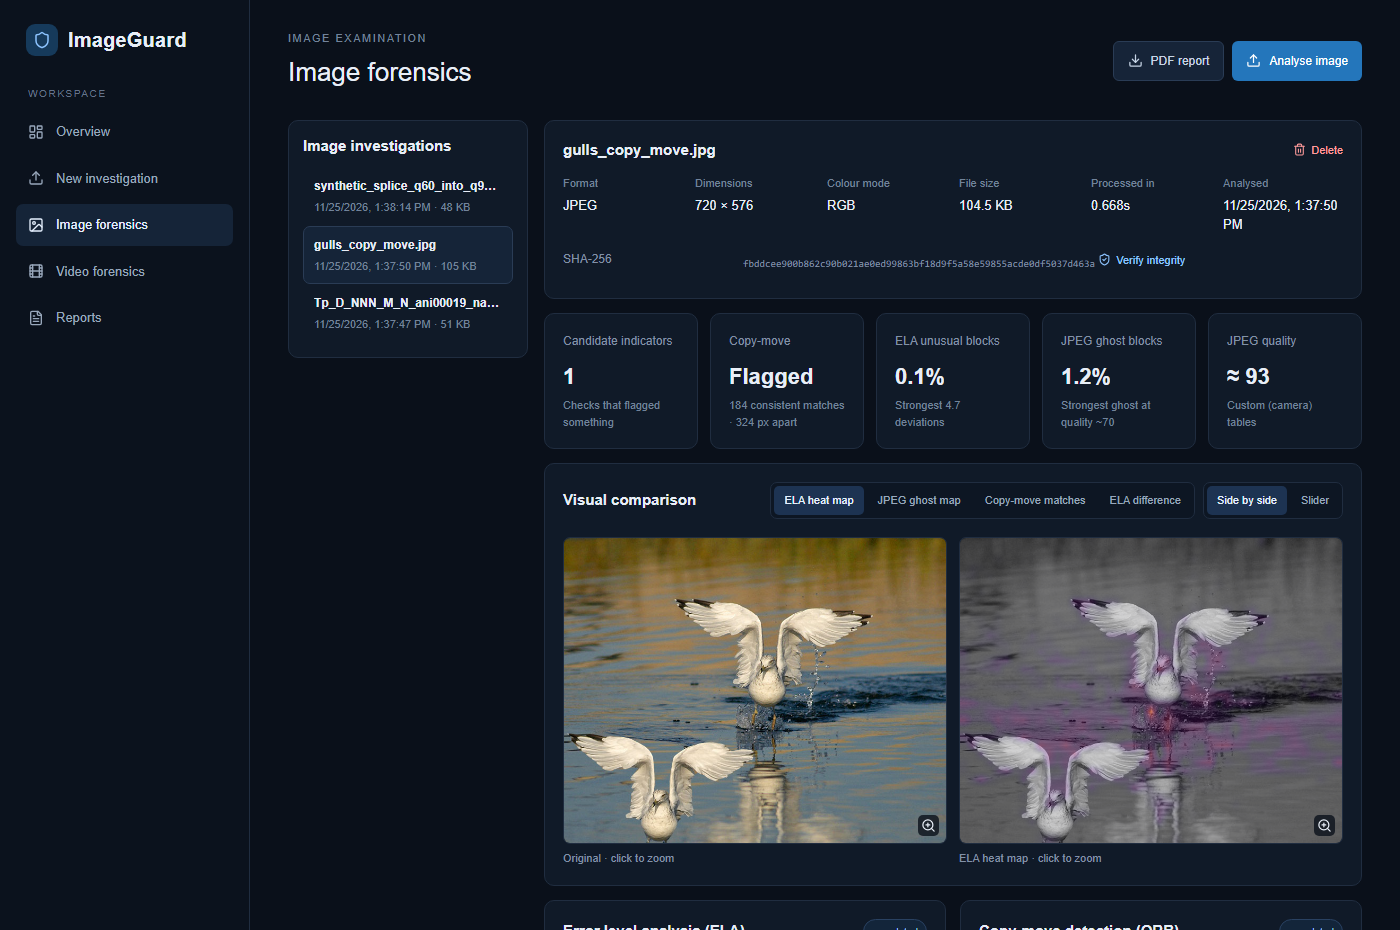 ImageGuard
WORKSPACE
Overview
New investigation
Image forensics
Video forensics
Reports
IMAGE EXAMINATION
Image forensics
PDF report
Analyse image
Image investigations
synthetic_splice_q60_into_q9...
11/25/2026, 1:38:14 PM · 48 KB
gulls_copy_move.jpg
11/25/2026, 1:37:50 PM · 105 KB
Tp_D_NNN_M_N_ani00019_na...
11/25/2026, 1:37:47 PM · 51 KB
gulls_copy_move.jpg
Delete
Format
Dimensions
Colour mode
File size
Processed in
Analysed
JPEG
720 × 576
RGB
104.5 KB
0.668s
11/25/2026, 1:37:50
PM
SHA-256
fbddcee900b862c90b021ae0ed99863bf18d9f5a58e59855acde0df5037d463a
Verify integrity
Candidate indicators
1
Checks that flagged
something
Copy-move
Flagged
184 consistent matches
· 324 px apart
ELA unusual blocks
0.1%
Strongest 4.7
deviations
JPEG ghost blocks
1.2%
Strongest ghost at
quality ~70
JPEG quality
≈ 93
Custom (camera)
tables
Visual comparison
ELA heat map
JPEG ghost map
Copy-move matches
ELA difference
Side by side
Slider
Original · click to zoom
ELA heat map · click to zoom
Error level analysis (ELA)
Copy-move detection (ORB)